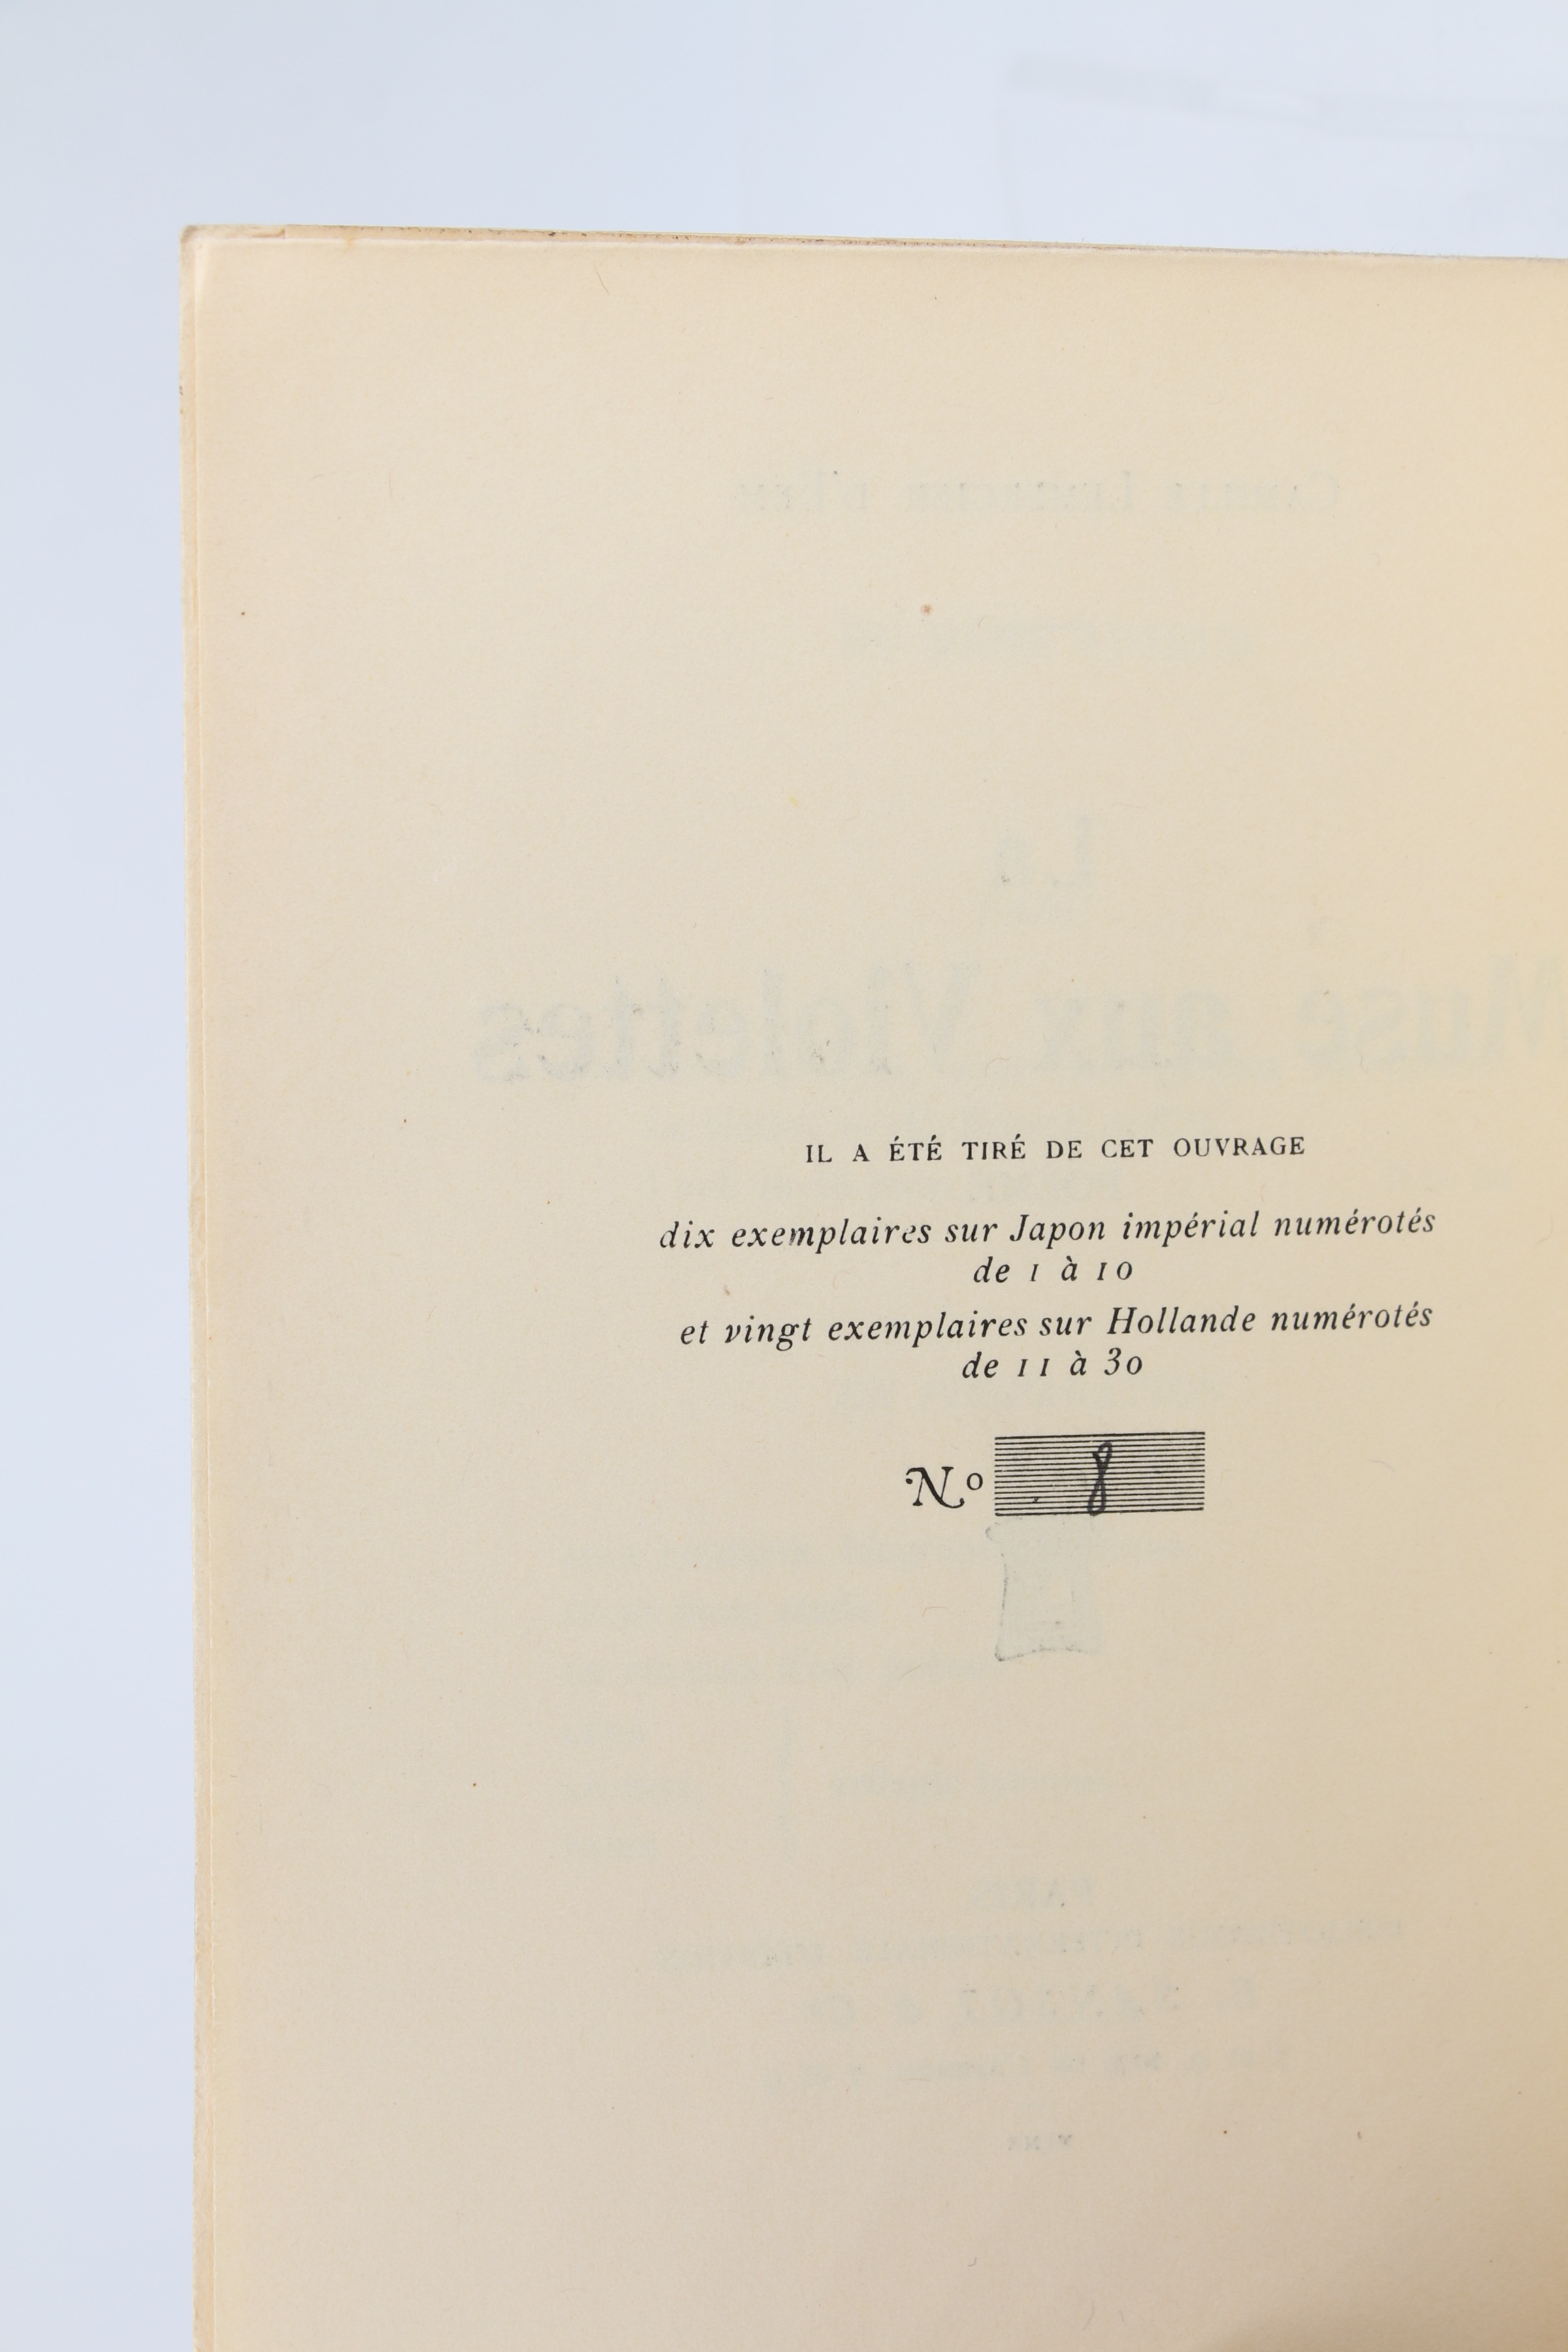 IL A ÉTÉ TIRÉ DE CET OUVRAGE
dix exemplaires sur Japon impérial numérotés
de 1 à 10
et vingt exemplaires sur Hollande numérotés
de 11 à 30
No 8